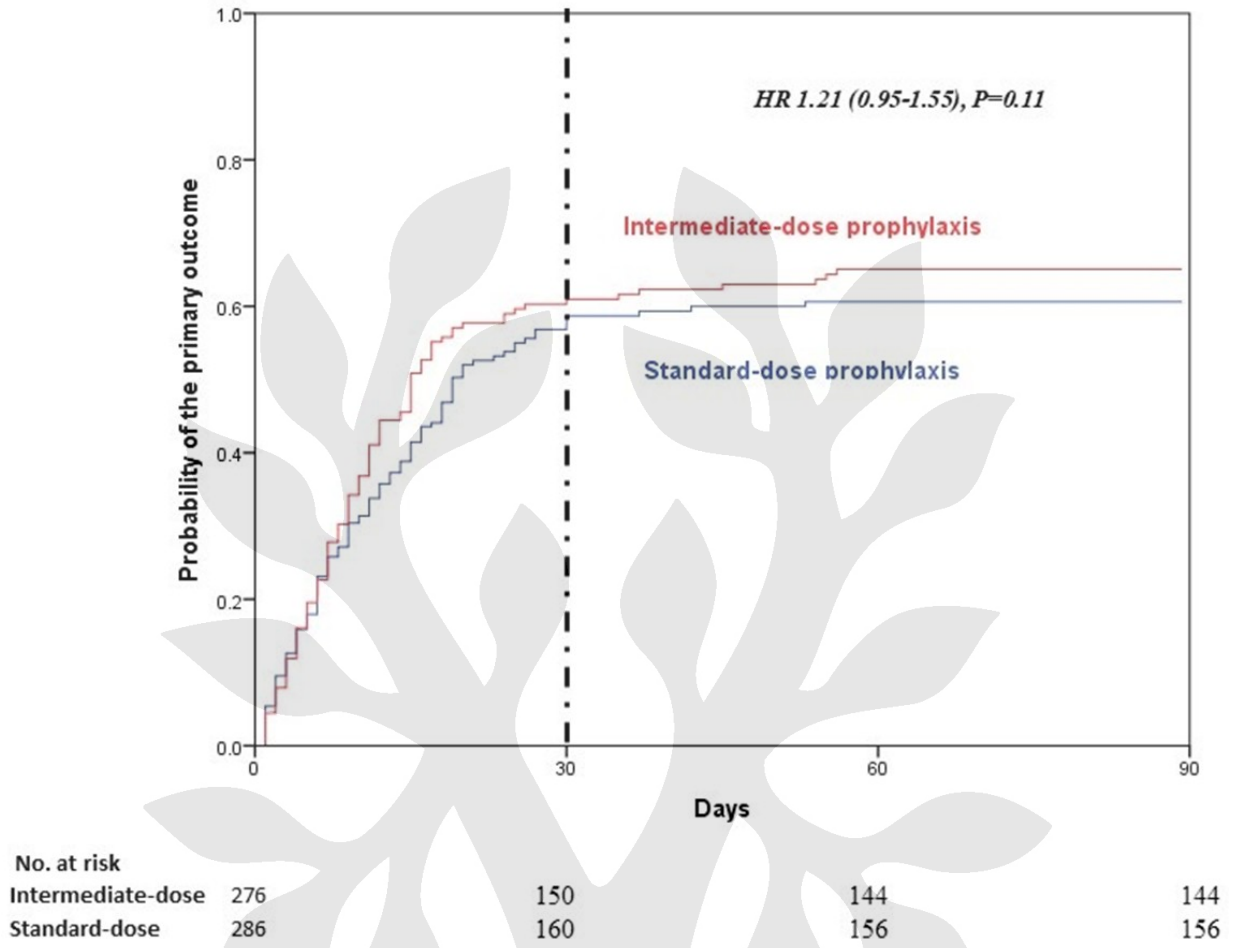 1.0
HR 1.21 (0.95-1.55), P=0.11
0.8
Intermediate-dose prophylaxis
0.6
Standard-dose prophylaxis
0.4
0.2
0.0
Probability of the primary outcome
0 30 60 90
Days
No. at risk
Intermediate-dose 276 150 144 144
Standard-dose 286 160 156 156